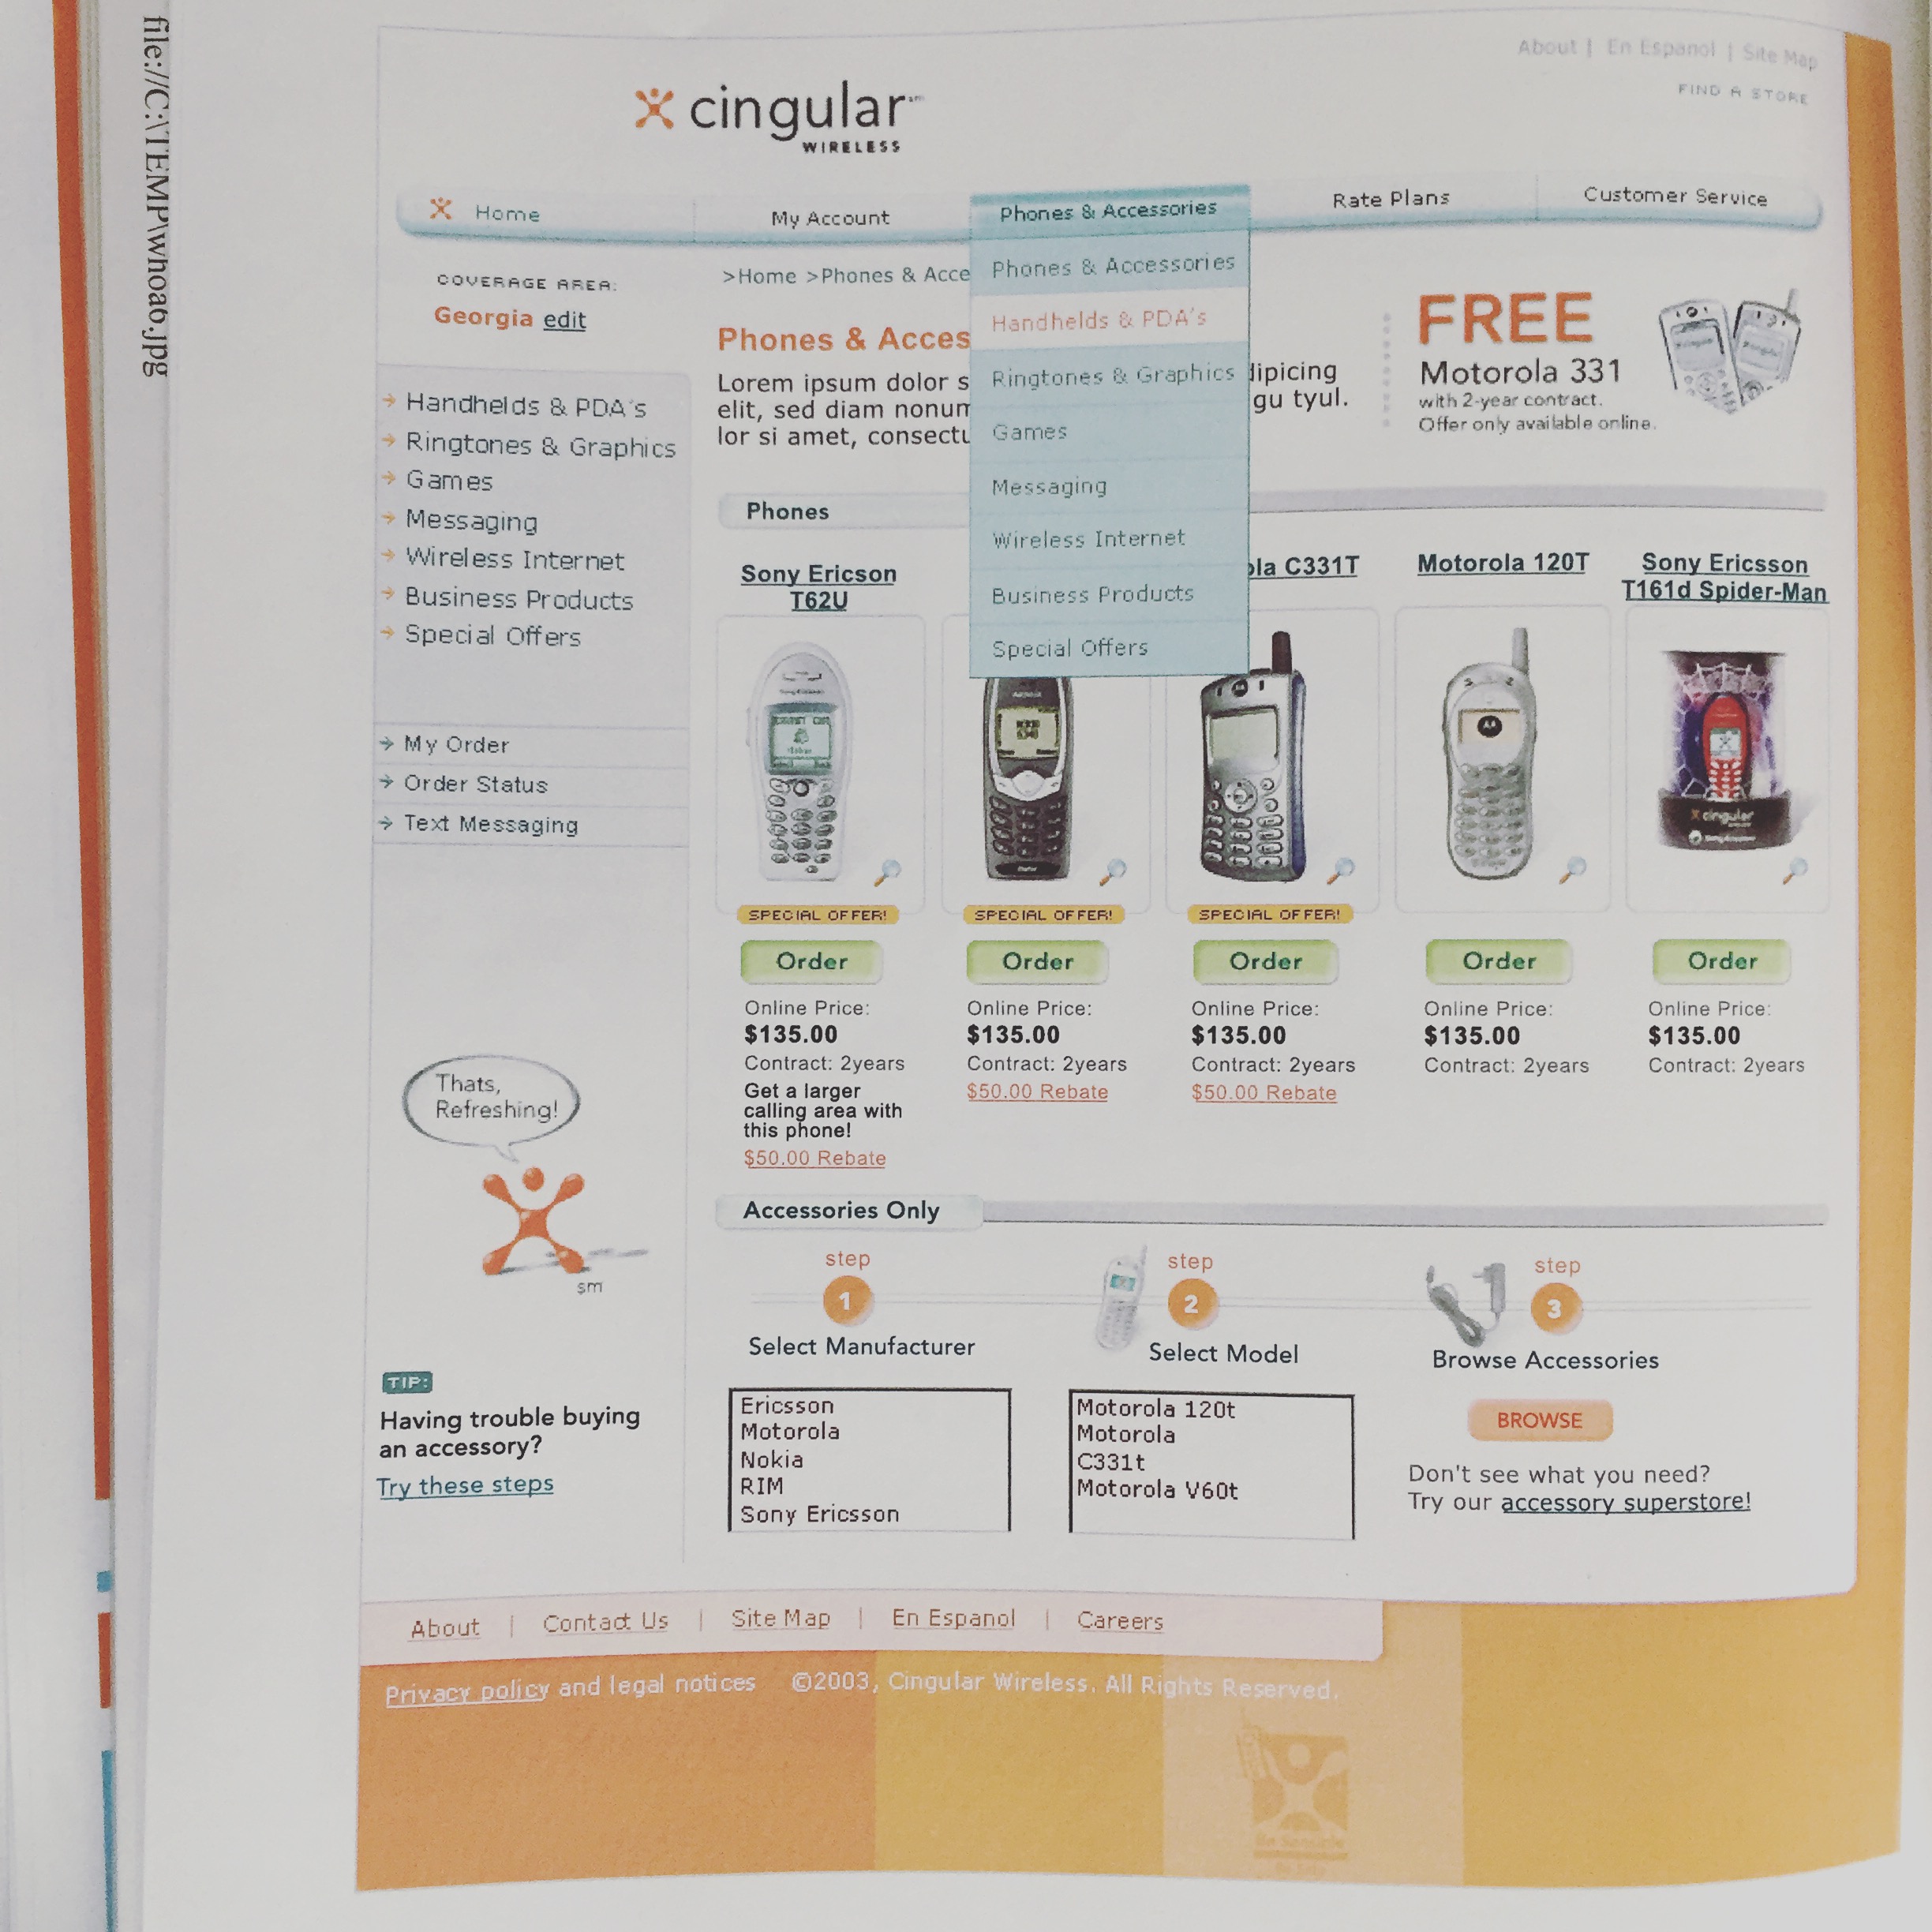 file://C:\TEMP\whoa6.jpg
About | En Espanol | Site Map
FIND A STORE
cingular sm
WIRELESS
Home
My Account
Phones & Accessories
Rate Plans
Customer Service
COVERAGE AREA:
Georgia edit
Handhelds & PDA's
Ringtones & Graphics
Games
Messaging
Wireless Internet
Business Products
Special Offers
My Order
Order Status
Text Messaging
>Home >Phones & Acce
Phones & Acces
Lorem ipsum dolor s
elit, sed diam nonum
lor si amet, consectu
Phones & Accessories
Handhelds & PDA's
Ringtones & Graphics
Games
Messaging
Wireless Internet
Business Products
Special Offers
dipicing
gu tyul.
FREE
Motorola 331
with 2-year contract.
Offer only available online.
Phones
Sony Ericson
T62U
ola C331T
Motorola 120T
Sony Ericsson
T161d Spider-Man
cingular
SPECIAL OFFER!
SPECIAL OFFER!
SPECIAL OFFER!
Order
Order
Order
Order
Order
Online Price:
$135.00
Contract: 2years
Get a larger
calling area with
this phone!
$50.00 Rebate
Online Price:
$135.00
Contract: 2years
$50.00 Rebate
Online Price:
$135.00
Contract: 2years
$50.00 Rebate
Online Price:
$135.00
Contract: 2years
Online Price:
$135.00
Contract: 2years
Thats,
Refreshing!
sm
TIP:
Having trouble buying
an accessory?
Try these steps
Accessories Only
step
1
Select Manufacturer
Ericsson
Motorola
Nokia
RIM
Sony Ericsson
step
2
Select Model
Motorola 120t
Motorola
C331t
Motorola V60t
step
3
Browse Accessories
BROWSE
Don't see what you need?
Try our accessory superstore!
About | Contact Us | Site Map | En Espanol | Careers
Privacy policy and legal notices ©2003, Cingular Wireless. All Rights Reserved.